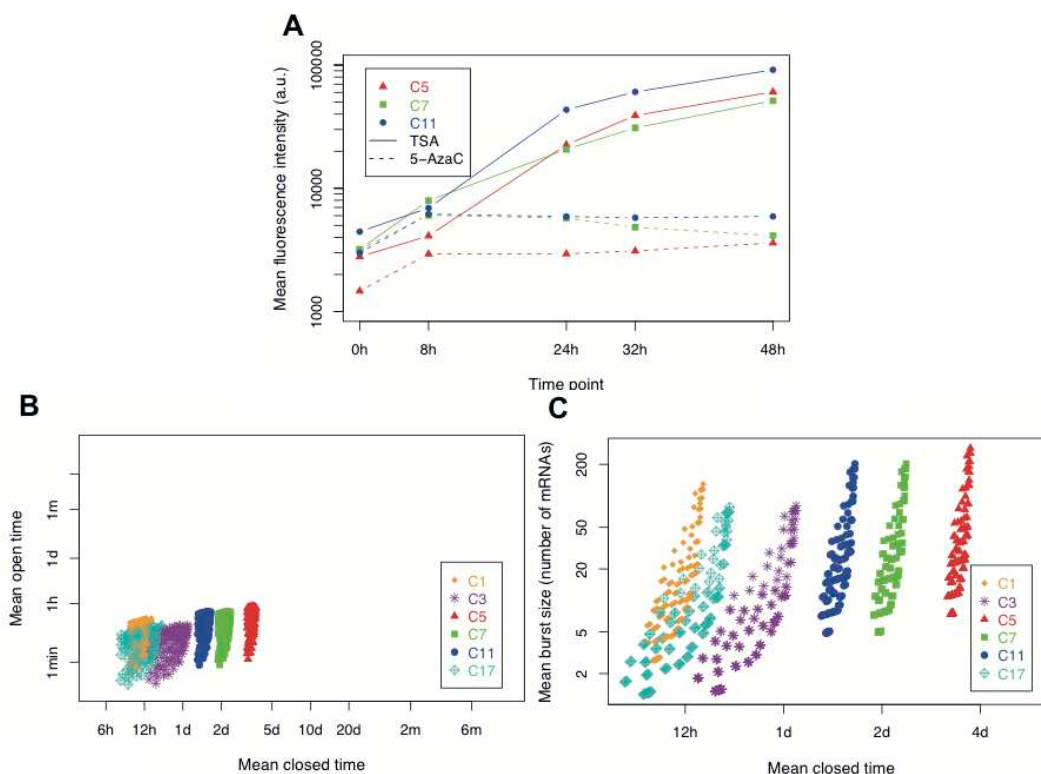 A
Mean fluorescence intensity (a.u.)
100000
10000
1000
C5
C7
C11
TSA
5-AzaC
0h 8h 24h 32h 48h
Time point
B
Mean open time
1m
1d
1h
1min
C1
C3
C5
C7
C11
C17
6h 12h 1d 2d 5d 10d 20d 2m 6m
Mean closed time
C
Mean burst size (number of mRNAs)
200
50
20
5
2
C1
C3
C5
C7
C11
C17
12h 1d 2d 4d
Mean closed time